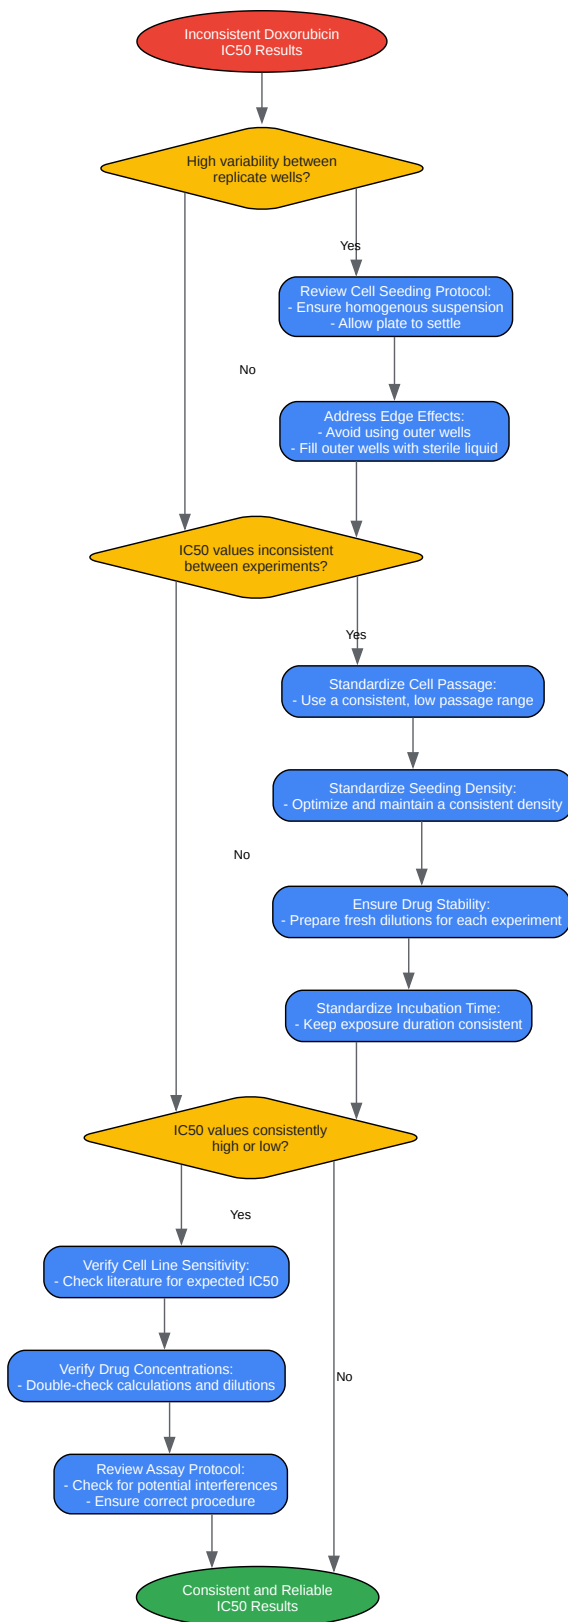 Inconsistent Doxorubicin
IC50 Results
High variability between
replicate wells?
Yes
Review Cell Seeding Protocol:
- Ensure homogenous suspension
- Allow plate to settle
No
Address Edge Effects:
- Avoid using outer wells
- Fill outer wells with sterile liquid
IC50 values inconsistent
between experiments?
Yes
Standardize Cell Passage:
- Use a consistent, low passage range
Standardize Seeding Density:
- Optimize and maintain a consistent density
No
Ensure Drug Stability:
- Prepare fresh dilutions for each experiment
Standardize Incubation Time:
- Keep exposure duration consistent
IC50 values consistently
high or low?
Yes
Verify Cell Line Sensitivity:
- Check literature for expected IC50
Verify Drug Concentrations:
- Double-check calculations and dilutions
No
Review Assay Protocol:
- Check for potential interferences
- Ensure correct procedure
Consistent and Reliable
IC50 Results